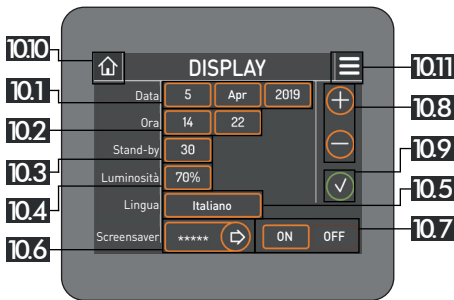 10.10
DISPLAY
10.11
10.1
Data
5
Apr
2019
10.8
10.2
Ora
14
22
10.3
Stand-by
30
10.9
10.4
Luminosità
70%
10.5
Lingua
Italiano
10.6
Screensaver
*****
ON
OFF
10.7